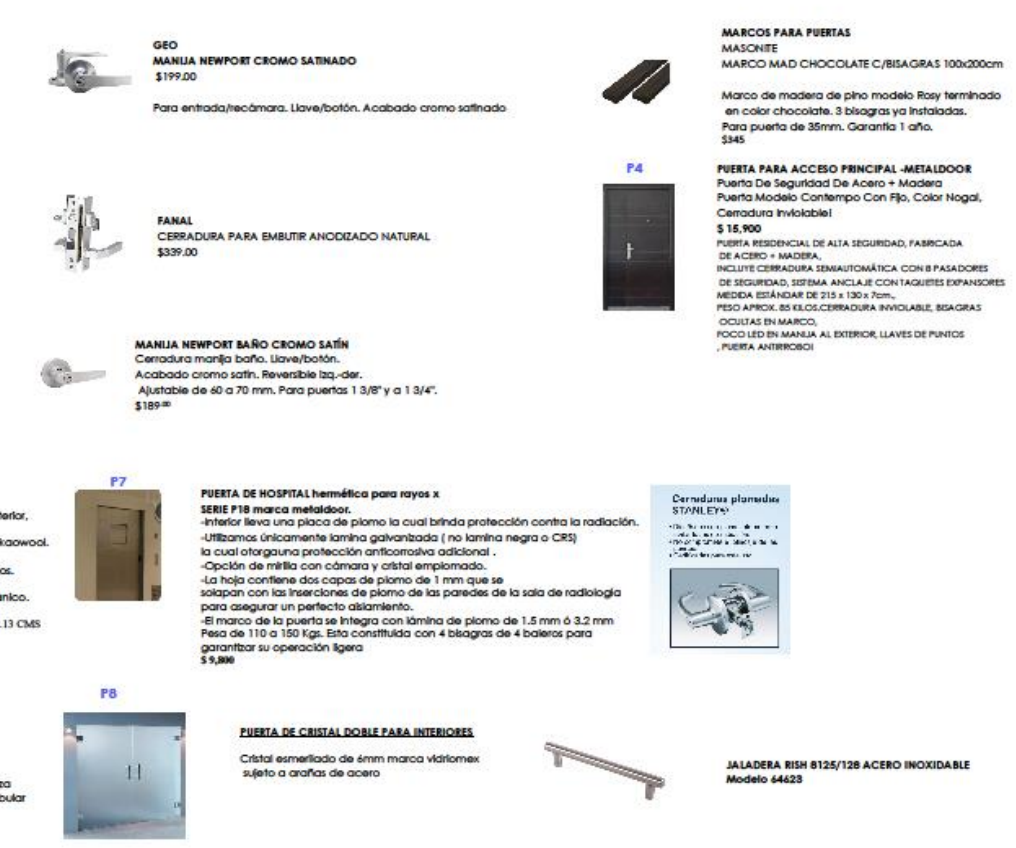 GEO
MANIJA NEWPORT CROMO SATINADO
$199.00
Para entrada/recámara. Llave/botón. Acabado cromo satinado
MARCOS PARA PUERTAS
MASONITE
MARCO MAD CHOCOLATE C/BISAGRAS 100x200cm
Marco de madera de pino modelo Rosy terminado
en color chocolate. 3 bisagras ya instaladas.
Para puerta de 35mm. Garantía 1 año.
$345
FANAL
CERRADURA PARA EMBUTIR ANODIZADO NATURAL
$339.00
P4
PUERTA PARA ACCESO PRINCIPAL -METALDOOR
Puerta De Seguridad De Acero + Madera
Puerta Modelo Contempo Con Fijo, Color Nogal,
Cerradura Inviolable!
$ 15,900
PUERTA RESIDENCIAL DE ALTA SEGURIDAD, FABRICADA
DE ACERO + MADERA,
INCLUYE CERRADURA SEMIAUTOMÁTICA CON 8 PASADORES
DE SEGURIDAD, SISTEMA ANCLAJE CON TAQUETES EXPANSORES
MEDIDA ESTÁNDAR DE 215 x 130 x 7cm.,
PESO APROX. 85 KILOS.CERRADURA INVIOLABLE, BISAGRAS
OCULTAS EN MARCO,
FOCO LED EN MANIJA AL EXTERIOR, LLAVES DE PUNTOS
, PUERTA ANTIRROBO!
MANIJA NEWPORT BAÑO CROMO SATÍN
Cerradura manija baño. Llave/botón.
Acabado cromo satín. Reversible izq.-der.
Ajustable de 60 a 70 mm. Para puertas 1 3/8" y a 1 3/4".
$189.00
terior,
kaowool.
os.
ánico.
.13 CMS
P7
PUERTA DE HOSPITAL hermética para rayos x
SERIE P18 marca metaldoor.
-Interior lleva una placa de plomo la cual brinda protección contra la radiación.
-Utilizamos únicamente lamina galvanizada ( no lamina negra o CRS)
la cual otorgauna protección anticorrosiva adicional .
-Opción de mirilla con cámara y cristal emplomado.
-La hoja contiene dos capas de plomo de 1 mm que se
solapan con las inserciones de plomo de las paredes de la sala de radiología
para asegurar un perfecto aislamiento.
-El marco de la puerta se integra con lámina de plomo de 1.5 mm ó 3.2 mm
Pesa de 110 a 150 Kgs. Esta constituida con 4 bisagras de 4 baleros para
garantizar su operación ligera
$ 9,800
Cerraduras plomadas
STANLEY®
P8
PUERTA DE CRISTAL DOBLE PARA INTERIORES
Cristal esmerilado de 6mm marca vidriomex
sujeto a arañas de acero
za
bular
JALADERA RISH 8125/128 ACERO INOXIDABLE
Modelo 64623